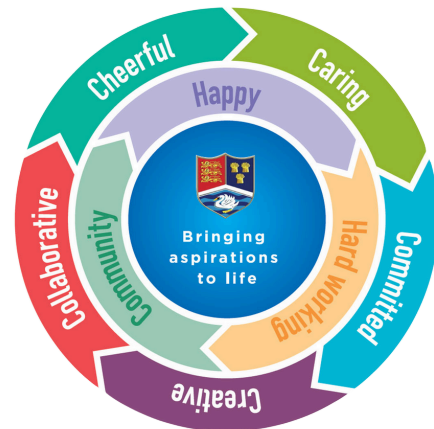 Cheerful
Caring
Committed
Creative
Collaborative
Happy
Hard working
Community
Bringing
aspirations
to life